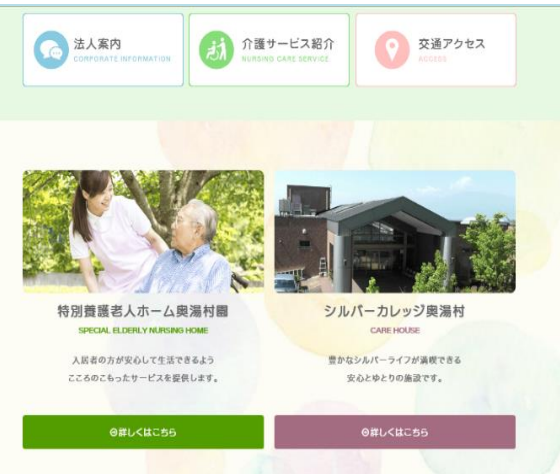 法人案内
CORPORATE INFORMATION
介護サービス紹介
NURSING CARE SERVICE
交通アクセス
ACCESS
特別養護老人ホーム奥湯村園
SPECIAL ELDERLY NURSING HOME
入居者の方が安心して生活できるよう
こころのこもったサービスを提供します。
詳しくはこちら
シルバーカレッジ奥湯村
CARE HOUSE
豊かなシルバーライフが満喫できる
安心とゆとりの施設です。
詳しくはこちら